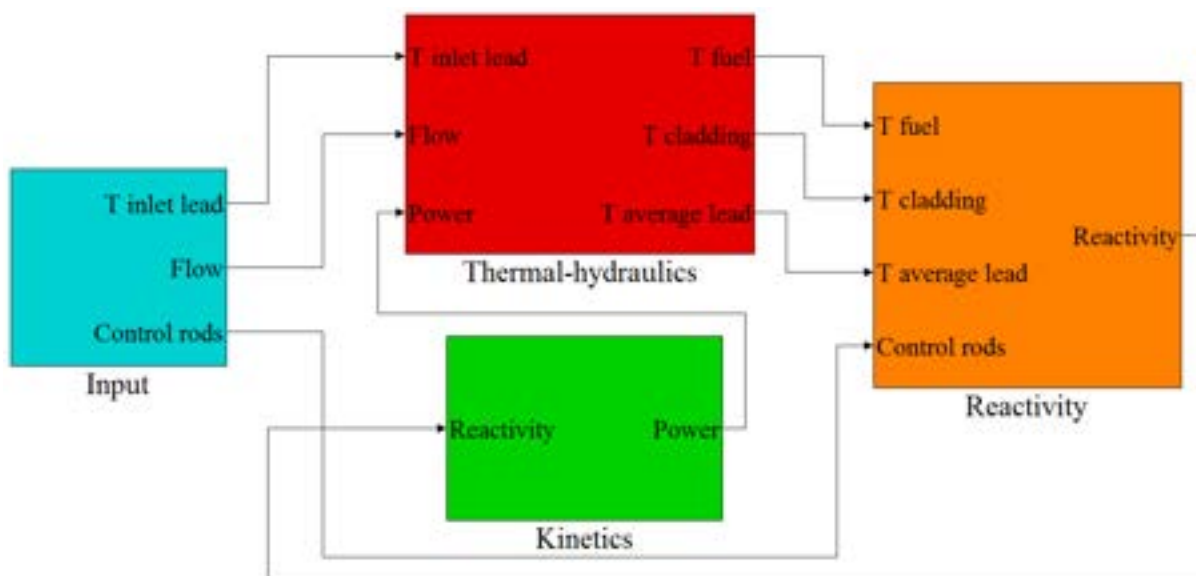 T inlet lead
Flow
Control rods
Input
T inlet lead
Flow
Power
T fuel
T cladding
T average lead
Thermal-hydraulics
Reactivity
Power
Kinetics
T fuel
T cladding
T average lead
Control rods
Reactivity
Reactivity